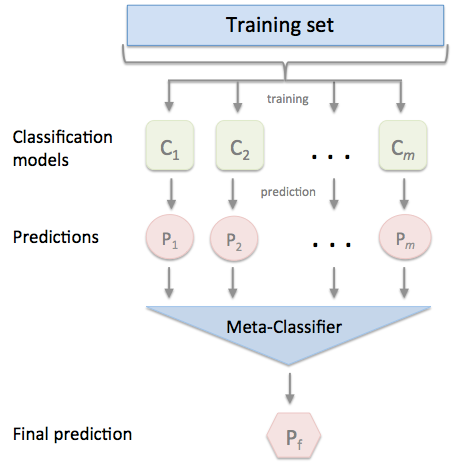 Training set
training
Classification
models
C1 C2 . . . Cm
prediction
Predictions
P1 P2 . . . Pm
Meta-Classifier
Final prediction
Pf